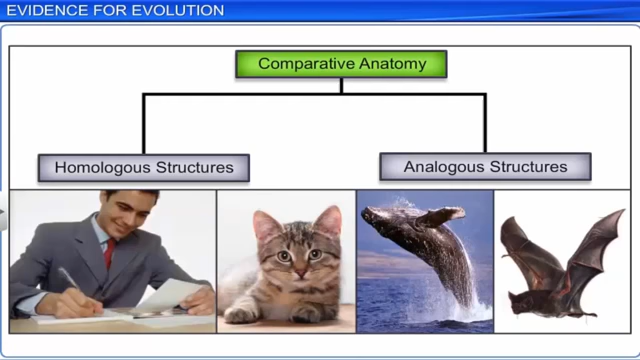 EVIDENCE FOR EVOLUTION
Comparative Anatomy
Homologous Structures
Analogous Structures